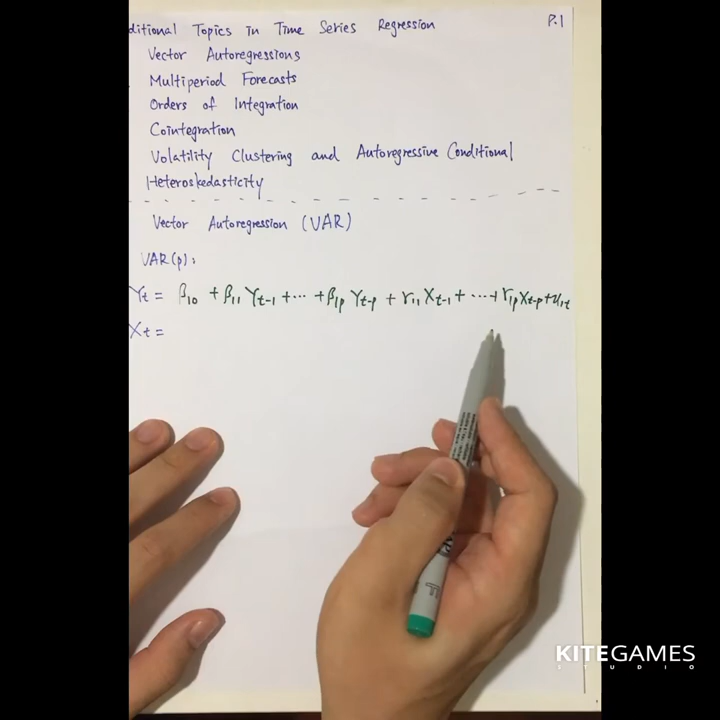 ditional Topics in Time Series Regression P.1
Vector Autoregressions
Multiperiod Forecasts
Orders of Integration
Cointegration
Volatility Clustering and Autoregressive Conditional
Heteroskedasticity
Vector Autoregression (VAR)
VAR(p):
Yt = β10 + β11 Yt-1 + ... + β1p Yt-p + γ11 Xt-1 + ... + γ1p Xt-p + u1t
Xt =
KITEGAMES
STUDIO